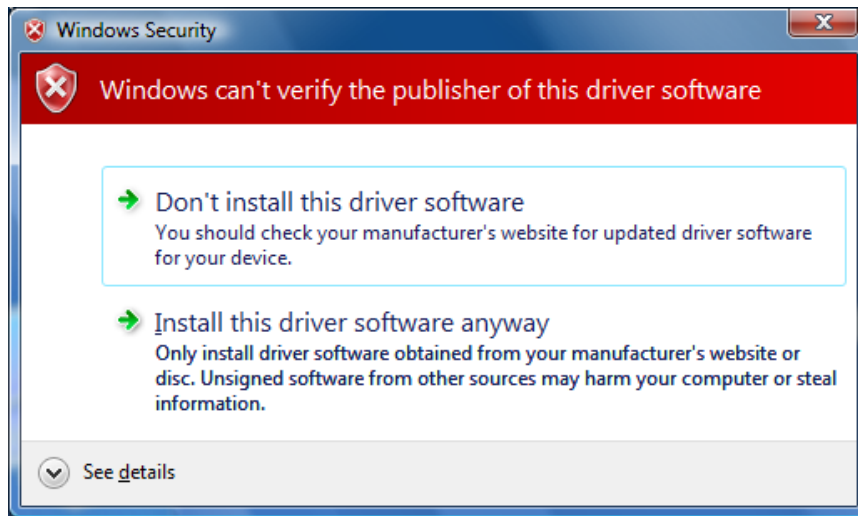 Windows Security
Windows can't verify the publisher of this driver software
Don't install this driver software
You should check your manufacturer's website for updated driver software
for your device.
Install this driver software anyway
Only install driver software obtained from your manufacturer's website or
disc. Unsigned software from other sources may harm your computer or steal
information.
See details